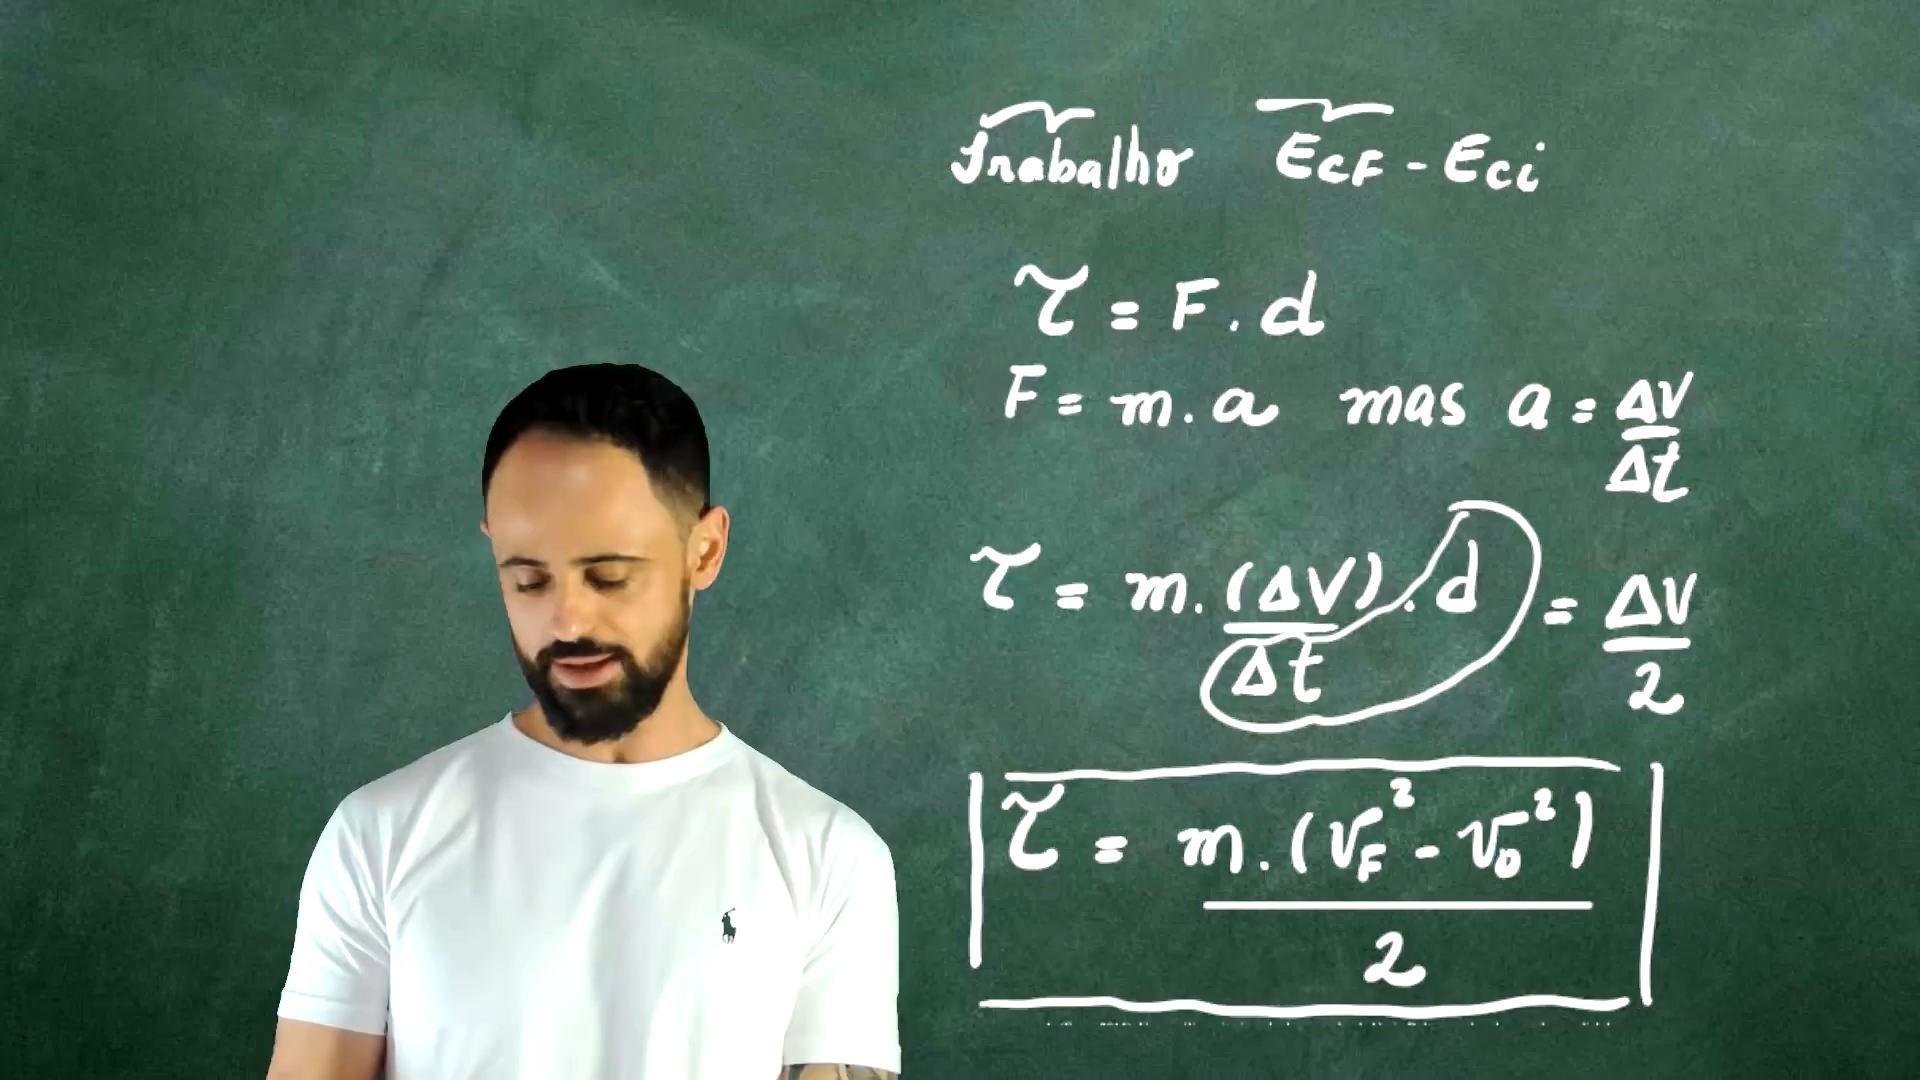 Trabalho EcF - Eci
τ = F . d
F = m . a mas a = ΔV/Δt
τ = m . (ΔV)/Δt . d = ΔV/2
τ = m . (VF² - V0²)/2